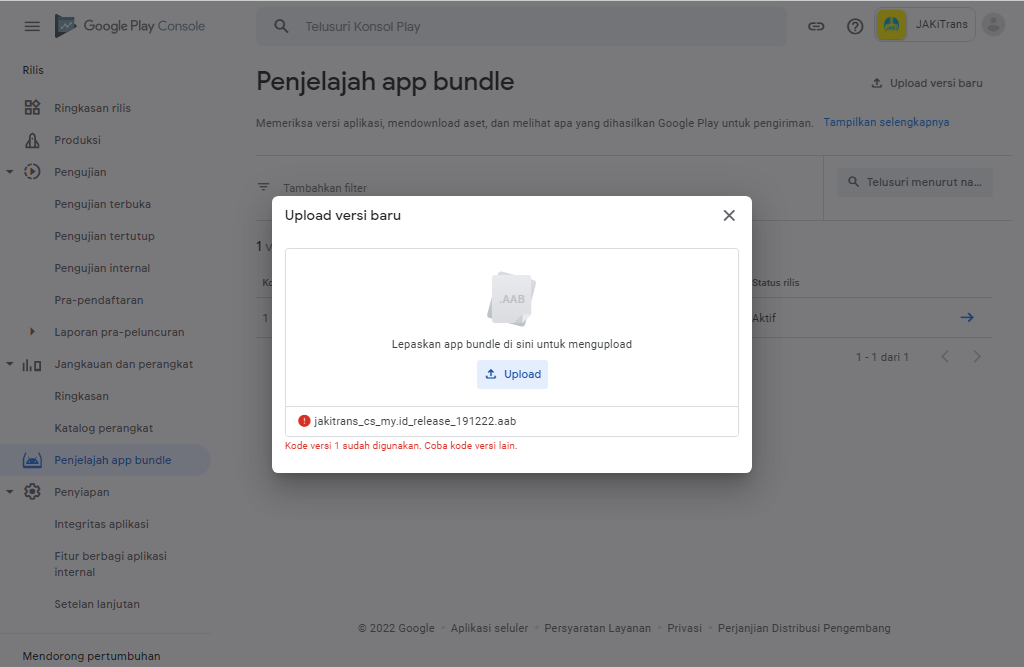 Google Play Console
Telusuri Konsol Play
JAKiTrans
Rilis
Ringkasan rilis
Produksi
Pengujian
Pengujian terbuka
Pengujian tertutup
Pengujian internal
Pra-pendaftaran
Laporan pra-peluncuran
Jangkauan dan perangkat
Ringkasan
Katalog perangkat
Penjelajah app bundle
Penyiapan
Integritas aplikasi
Fitur berbagi aplikasi
internal
Setelan lanjutan
Mendorong pertumbuhan
Penjelajah app bundle
Upload versi baru
Memeriksa versi aplikasi, mendownload aset, dan melihat apa yang dihasilkan Google Play untuk pengiriman. Tampilkan selengkapnya
Tambahkan filter
Telusuri menurut na...
1 v
Ko
Status rilis
1
Aktif
1 - 1 dari 1
Upload versi baru
.AAB
Lepaskan app bundle di sini untuk mengupload
Upload
jakitrans_cs_my.id_release_191222.aab
Kode versi 1 sudah digunakan. Coba kode versi lain.
© 2022 Google · Aplikasi seluler · Persyaratan Layanan · Privasi · Perjanjian Distribusi Pengembang